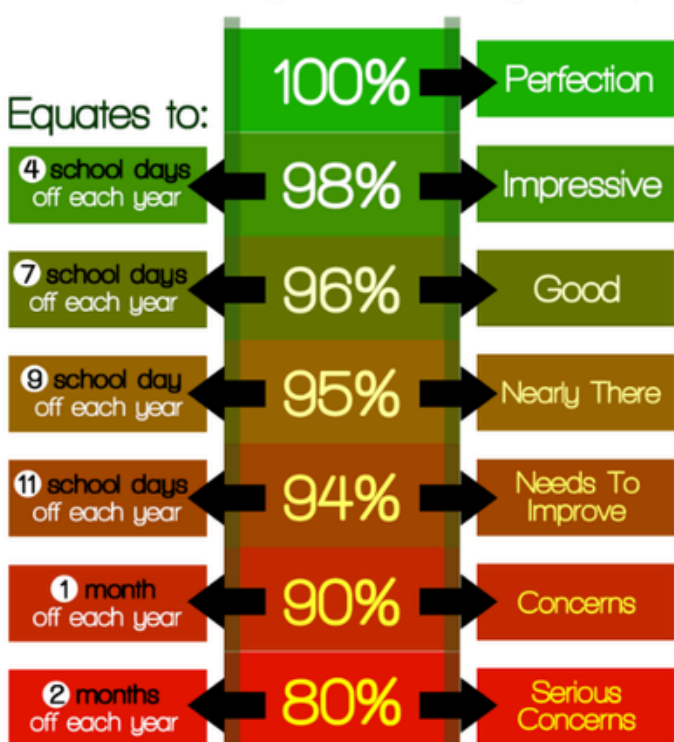 100%
Perfection
Equates to:
4 school days
off each year
98%
Impressive
7 school days
off each year
96%
Good
9 school day
off each year
95%
Nearly There
11 school days
off each year
94%
Needs To
Improve
1 month
off each year
90%
Concerns
2 months
off each year
80%
Serious
Concerns